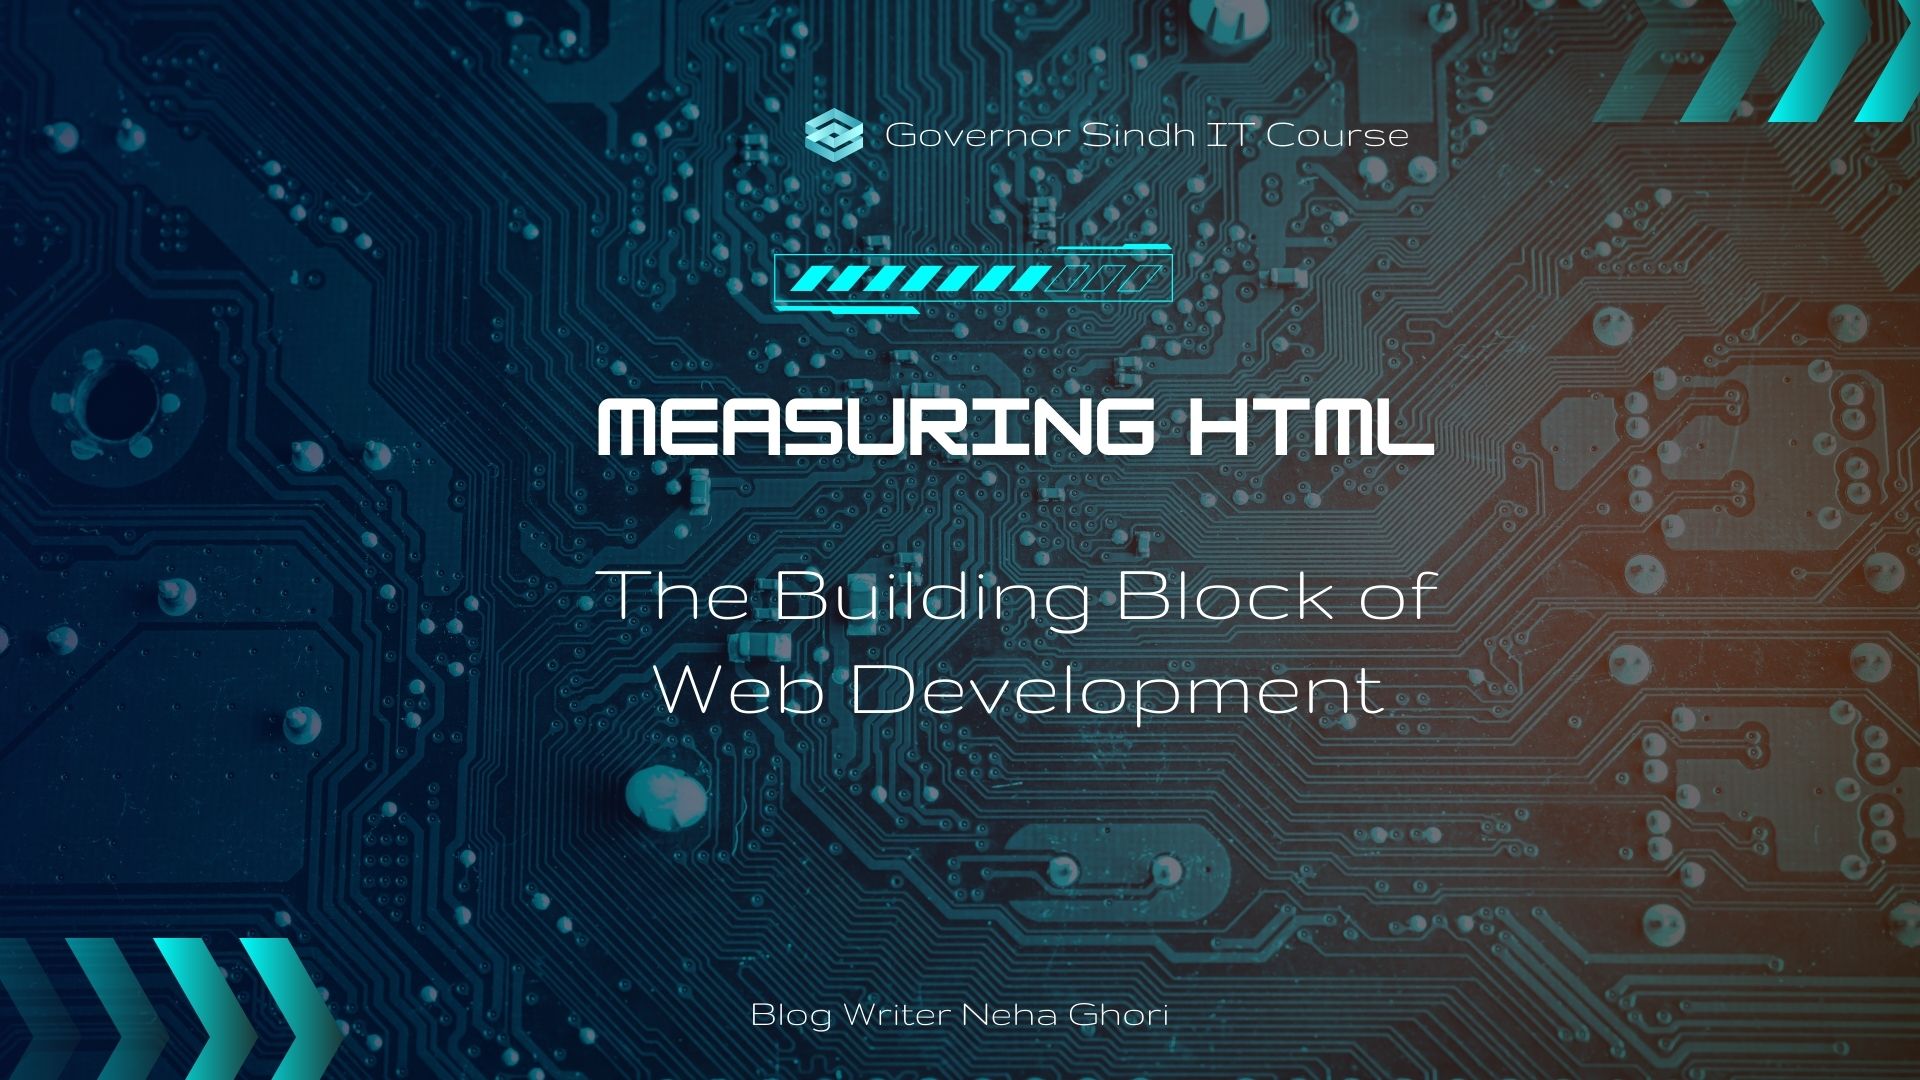 Governor Sindh IT Course
MEASURING HTML
The Building Block of
Web Development
Blog Writer Neha Ghori